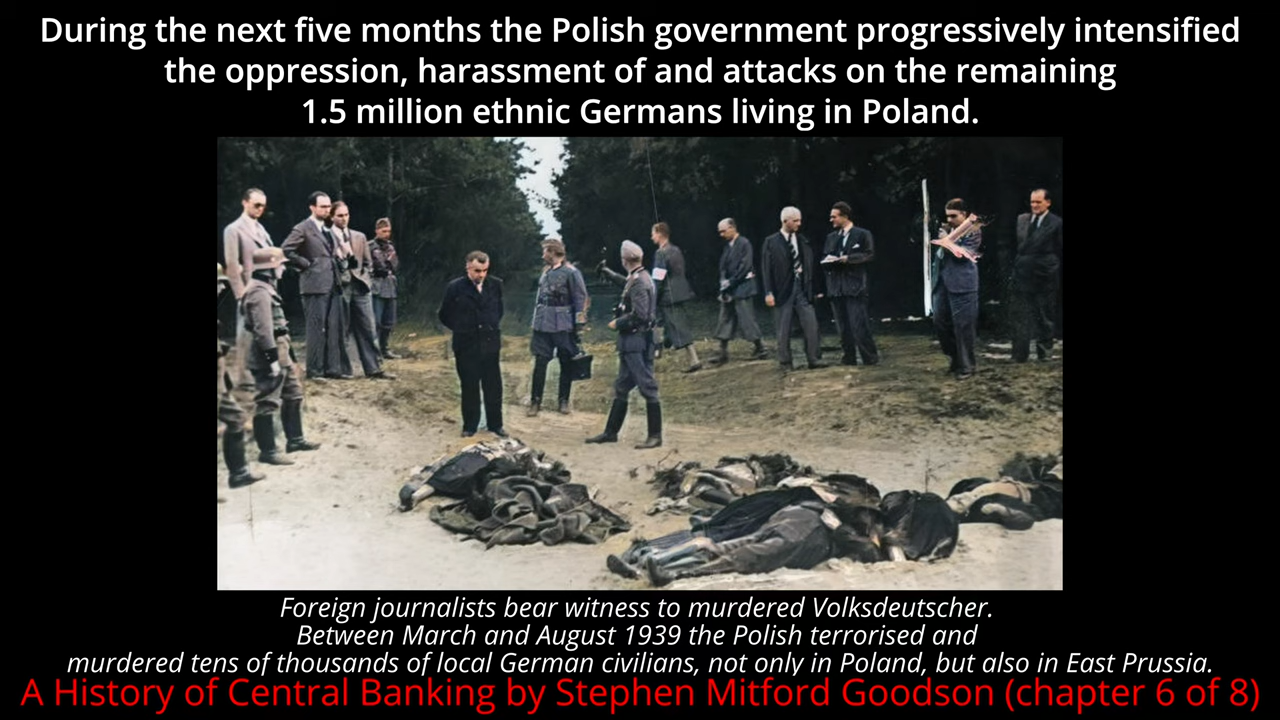 During the next five months the Polish government progressively intensified
the oppression, harassment of and attacks on the remaining
1.5 million ethnic Germans living in Poland.
Foreign journalists bear witness to murdered Volksdeutscher.
Between March and August 1939 the Polish terrorised and
murdered tens of thousands of local German civilians, not only in Poland, but also in East Prussia.
A History of Central Banking by Stephen Mitford Goodson (chapter 6 of 8)